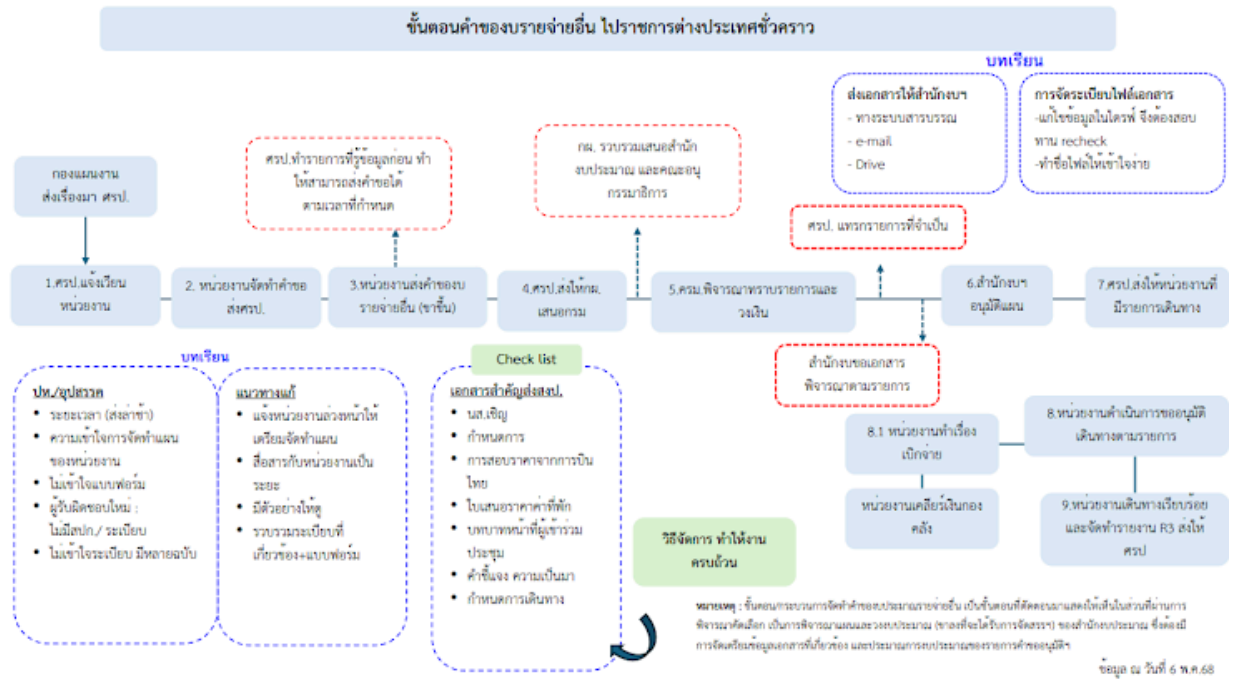 ขั้นตอนคำของบรายจ่ายอื่น ไปราชการต่างประเทศชั่วคราว
บทเรียน
ส่งเอกสารให้สำนักงบฯ
- ทางระบบสารบรรณ
- e-mail
- Drive
การจัดระเบียบไฟล์เอกสาร
-แก้ไขข้อมูลในไดรฟ์ จึงต้องสอบ
ทาน recheck
-ทำชื่อไฟล์ให้เข้าใจง่าย
กองแผนงาน
ส่งเรื่องมา ศรป.
ศรป.ทำรายการที่รู้ข้อมูลก่อน ทำ
ให้สามารถส่งคำขอได้
ตามเวลาที่กำหนด
กผ. รวบรวมเสนอสำนัก
งบประมาณ และคณะอนุ
กรรมาธิการ
ศรป. แทรกรายการที่จำเป็น
1.ศรป.แจ้งเวียน
หน่วยงาน
2. หน่วยงานจัดทำคำขอ
ส่งศรป.
3.หน่วยงานส่งคำของบ
รายจ่ายอื่น (ขาขึ้น)
4.ศรป.ส่งให้กผ.
เสนอกรม
5.ครม.พิจารณาทราบรายการและ
วงเงิน
6.สำนักงบฯ
อนุมัติแผน
7.ศรป.ส่งให้หน่วยงานที่
มีรายการเดินทาง
สำนักงบขอเอกสาร
พิจารณาตามรายการ
บทเรียน
ปห./อุปสรรค
• ระยะเวลา (ส่งล่าช้า)
• ความเข้าใจการจัดทำแผน
ของหน่วยงาน
• ไม่เข้าใจแบบฟอร์ม
• ผู้รับผิดชอบใหม่ :
ไม่มีสปก./ ระเบียบ
• ไม่เข้าใจระเบียบ มีหลายฉบับ
แนวทางแก้
• แจ้งหน่วยงานล่วงหน้าให้
เตรียมจัดทำแผน
• สื่อสารกับหน่วยงานเป็น
ระยะ
• มีตัวอย่างให้ดู
• รวบรวมระเบียบที่
เกี่ยวข้อง+แบบฟอร์ม
Check list
เอกสารสำคัญส่งสงป.
• นส.เชิญ
• กำหนดการ
• การสอบราคาจากการบิน
ไทย
• ใบเสนอราคาค่าที่พัก
• บทบาทหน้าที่ผู้เข้าร่วม
ประชุม
• คำชี้แจง ความเป็นมา
• กำหนดการเดินทาง
วิธีจัดการ ทำให้งาน
ครบถ้วน
8.หน่วยงานดำเนินการขออนุมัติ
เดินทางตามรายการ
8.1 หน่วยงานทำเรื่อง
เบิกจ่าย
หน่วยงานเคลียร์เงินกอง
คลัง
9.หน่วยงานเดินทางเรียบร้อย
และจัดทำรายงาน R3 ส่งให้
ศรป
หมายเหตุ : ขั้นตอน/กระบวนการจัดทำคำของบประมาณรายจ่ายอื่น เป็นขั้นตอนที่ตัดตอนมาแสดงให้เห็นในส่วนที่ผ่านการ
พิจารณาคัดเลือก เป็นการพิจารณาแผนและวงงบประมาณ (ขาลงที่จะได้รับการจัดสรรฯ) ของสำนักงบประมาณ ซึ่งต้องมี
การจัดเตรียมข้อมูลเอกสารที่เกี่ยวข้อง และประมาณการงบประมาณของรายการคำขออนุมัติฯ
ข้อมูล ณ วันที่ 6 พ.ค.68